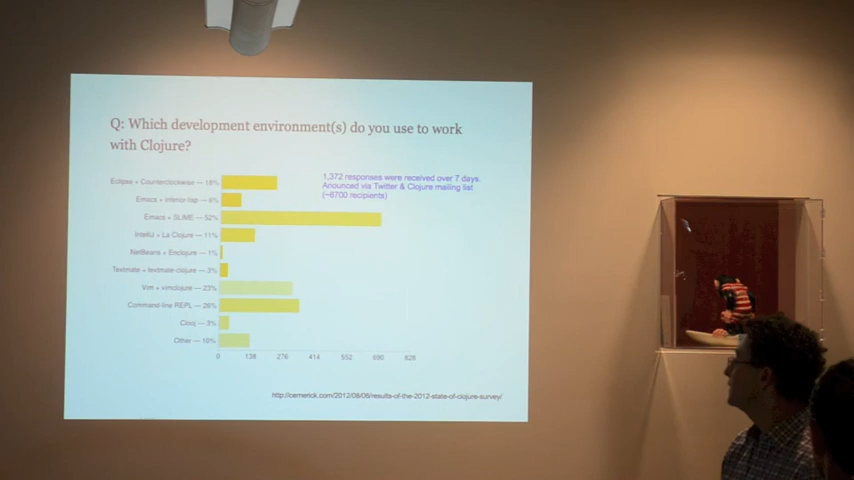 Q: Which development environment(s) do you use to work
with Clojure?
1,372 responses were received over 7 days.
Anounced via Twitter & Clojure mailing list
(~6700 recipients)
Eclipse + Counterclockwise — 18%
Emacs + inferior-lisp — 6%
Emacs + SLIME — 52%
IntelliJ + La Clojure — 11%
NetBeans + Enclojure — 1%
Textmate + textmate-clojure — 3%
Vim + vimclojure — 23%
Command-line REPL — 26%
Clooj — 3%
Other — 10%
0 138 276 414 552 690 828
http://cemerick.com/2012/08/06/results-of-the-2012-state-of-clojure-survey/